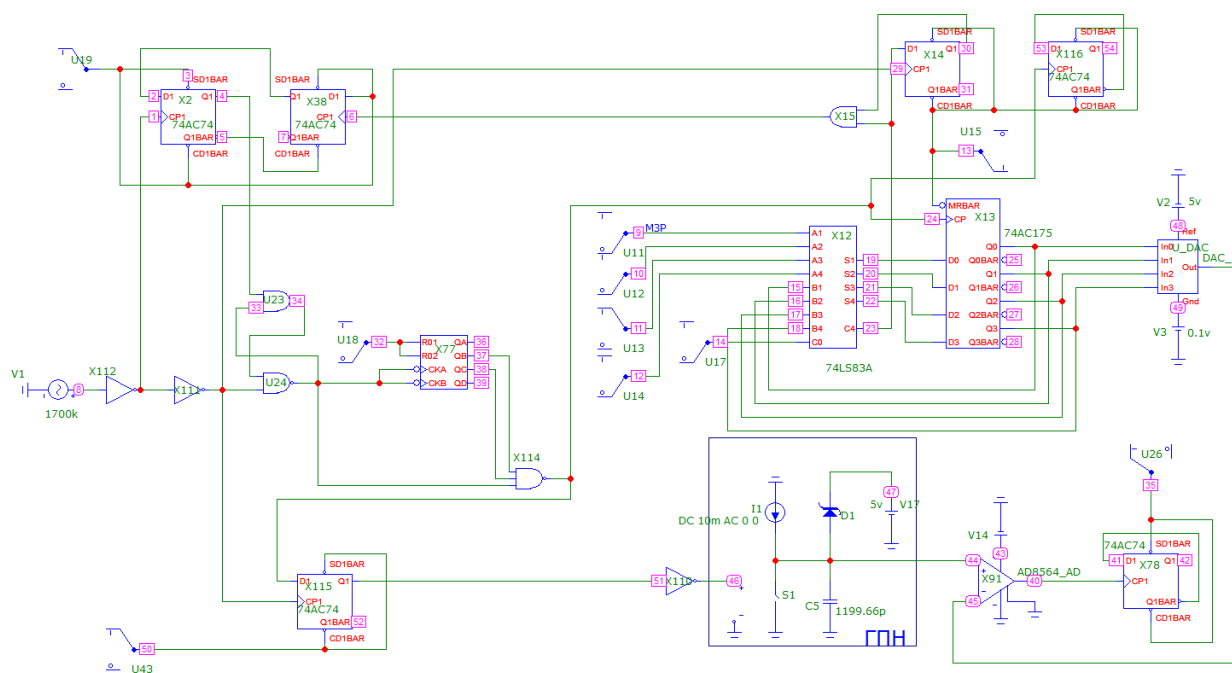 U19
SD1BAR
3
2 D1 X2 Q1 4
1 CP1
74AC74
Q1BAR 5
CD1BAR
SD1BAR
Q1 D1
X38
CP1 6
74AC74
7 Q1BAR
CD1BAR
X15
SD1BAR
D1 X14 30
29 CP1
Q1BAR 31
CD1BAR
SD1BAR
53 D1 Q1 54
X116
CP1
74AC74
Q1BAR
CD1BAR
U15
13
МЗР
9
U11
10
U12
11
U13
12
U14
14
U17
A1
A2
A3
A4
15 B1
16 B2
17 B3
18 B4
C0
X12
S1 19
S2 20
S3 21
S4 22
C4 23
74LS83A
MRBAR
24 CP
X13
74AC175
D0
D1
D2
D3
Q0
Q0BAR 25
Q1
Q1BAR 26
Q2
Q2BAR 27
Q3
Q3BAR 28
V2 5v
48
Ref
U_DAC
In0
In1
In2
In3
Out
DAC_
Gnd
49
V3 0.1v
U23
33
34
U24
U18
32
R01 QA 36
R02 QB 37
X77
CKA QC 38
CKB QD 39
V1
8
1700k
X112
X111
X114
SD1BAR
D1 Q1
X115
CP1
74AC74
Q1BAR 52
CD1BAR
50
U43
51 X110 46
I1
DC 10m AC 0 0
S1
D1
47
5v V17
C5 1199.66p
ГПН
V14
43
44
45
X91
AD8564_AD
40
U26
35
74AC74
SD1BAR
41 D1 Q1 42
X78
CP1
Q1BAR
CD1BAR